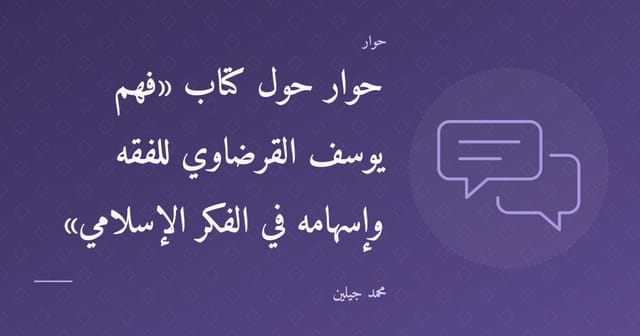 حوار
حوار حول كتاب «فهم
يوسف القرضاوي للفقه
وإسهامه في الفكر الإسلامي»
محمد جيلين